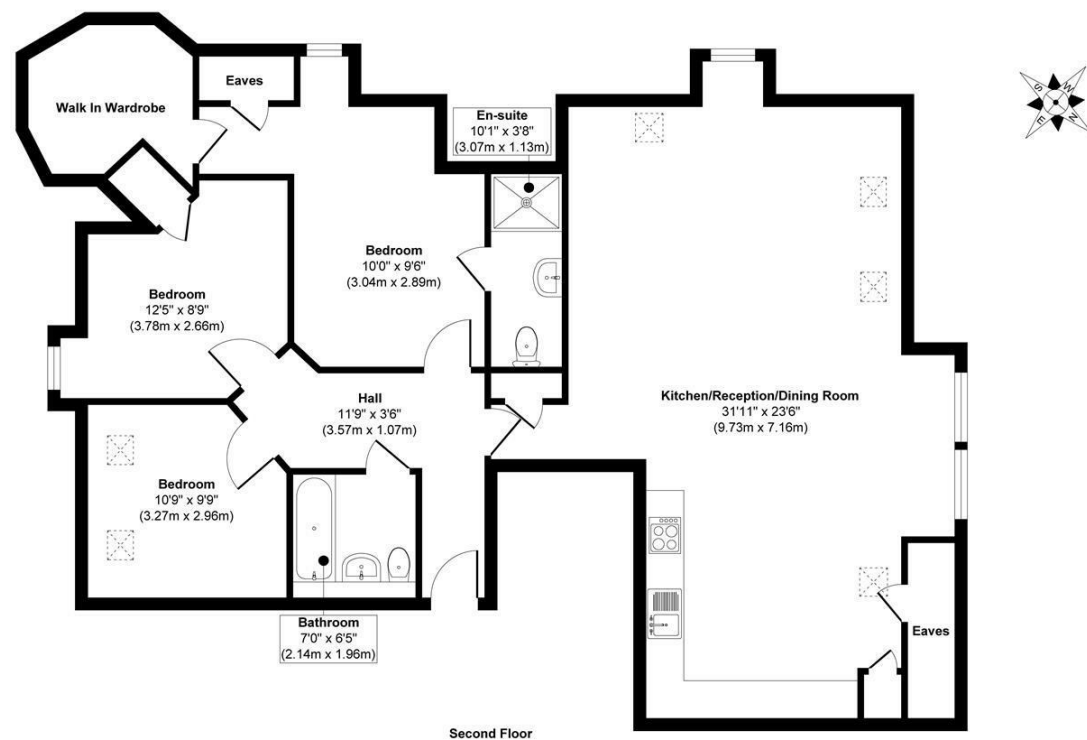 Eaves
Walk In Wardrobe
En-suite
10'1" x 3'8"
(3.07m x 1.13m)
S
W
E
N
Bedroom
10'0" x 9'6"
(3.04m x 2.89m)
Bedroom
12'5" x 8'9"
(3.78m x 2.66m)
Hall
11'9" x 3'6"
(3.57m x 1.07m)
Kitchen/Reception/Dining Room
31'11" x 23'6"
(9.73m x 7.16m)
Bedroom
10'9" x 9'9"
(3.27m x 2.96m)
Bathroom
7'0" x 6'5"
(2.14m x 1.96m)
Eaves
Second Floor